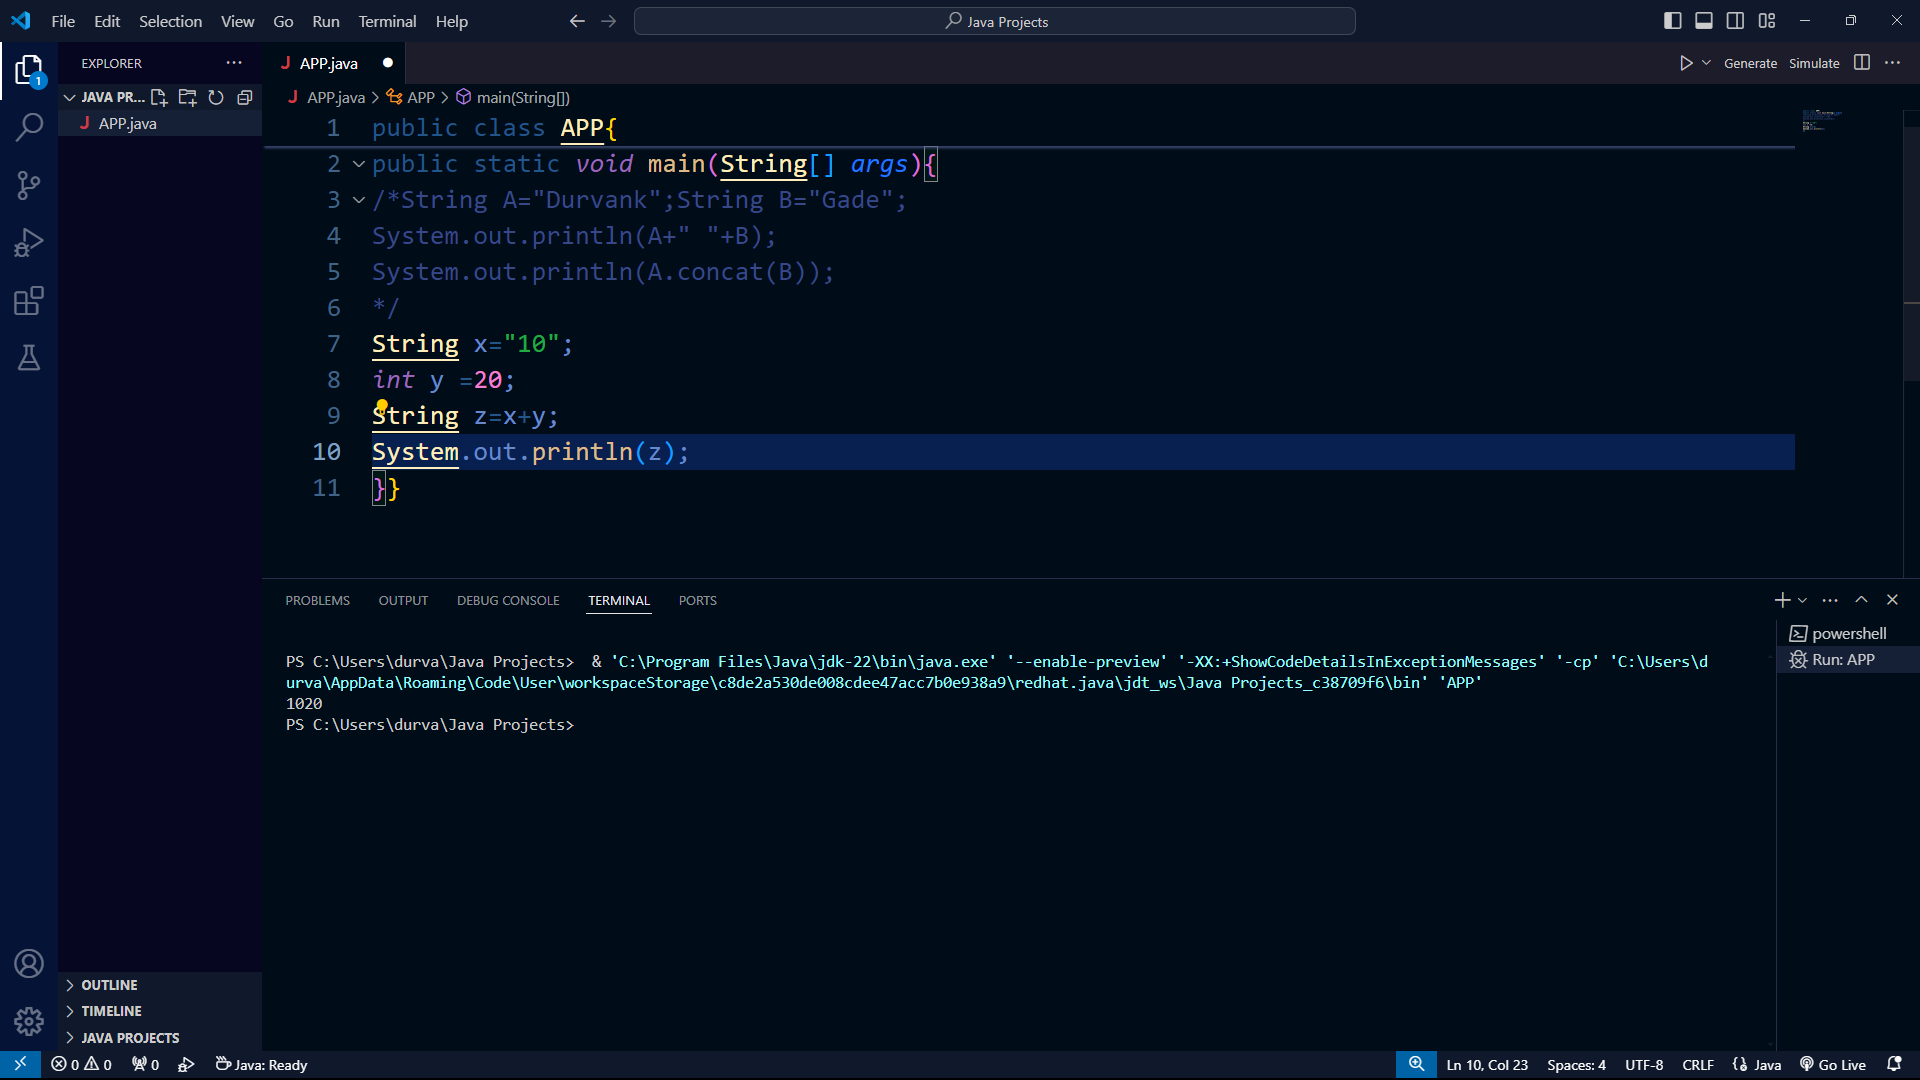 File Edit Selection View Go Run Terminal Help
Java Projects
EXPLORER
JAVA PR...
APP.java
1
APP.java
Generate Simulate
APP.java > APP > main(String[])
1 public class APP{
2 public static void main(String[] args){
3 /*String A="Durvank";String B="Gade";
4 System.out.println(A+" "+B);
5 System.out.println(A.concat(B));
6 */
7 String x="10";
8 int y =20;
9 String z=x+y;
10 System.out.println(z);
11 }}
PROBLEMS OUTPUT DEBUG CONSOLE TERMINAL PORTS
powershell
Run: APP
PS C:\Users\durva\Java Projects>  & 'C:\Program Files\Java\jdk-22\bin\java.exe' '--enable-preview' '-XX:+ShowCodeDetailsInExceptionMessages' '-cp' 'C:\Users\d
urva\AppData\Roaming\Code\User\workspaceStorage\c8de2a530de008cdee47acc7b0e938a9\redhat.java\jdt_ws\Java Projects_c38709f6\bin' 'APP'
1020
PS C:\Users\durva\Java Projects>
OUTLINE
TIMELINE
JAVA PROJECTS
0 0 0 Java: Ready
Ln 10, Col 23 Spaces: 4 UTF-8 CRLF Java Go Live